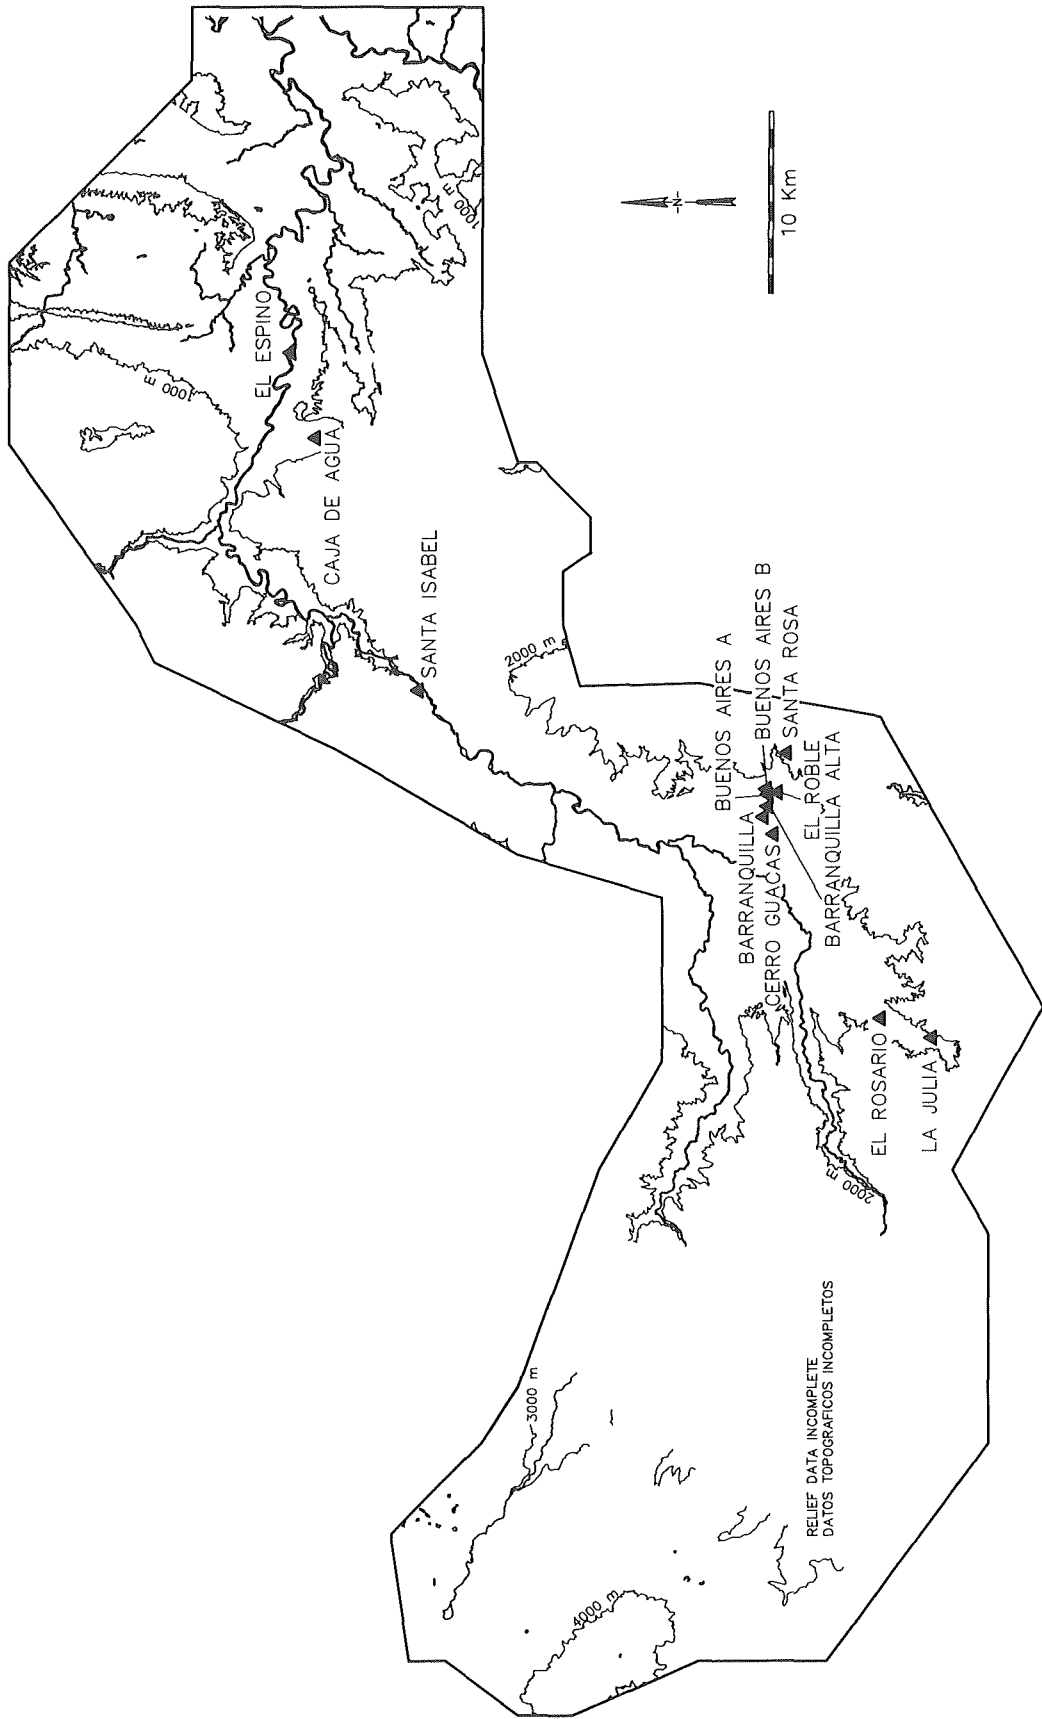 1000 m
1000 m
EL ESPINO
CAJA DE AGUA
SANTA ISABEL
2000 m
BUENOS AIRES A
BUENOS AIRES B
SANTA ROSA
EL ROBLE
BARRANQUILLA ALTA
BARRANQUILLA
CERRO GUACAS
EL ROSARIO
LA JULIA
2000 m
3000 m
4000 m
RELIEF DATA INCOMPLETE
DATOS TOPOGRAFICOS INCOMPLETOS
N
10 Km